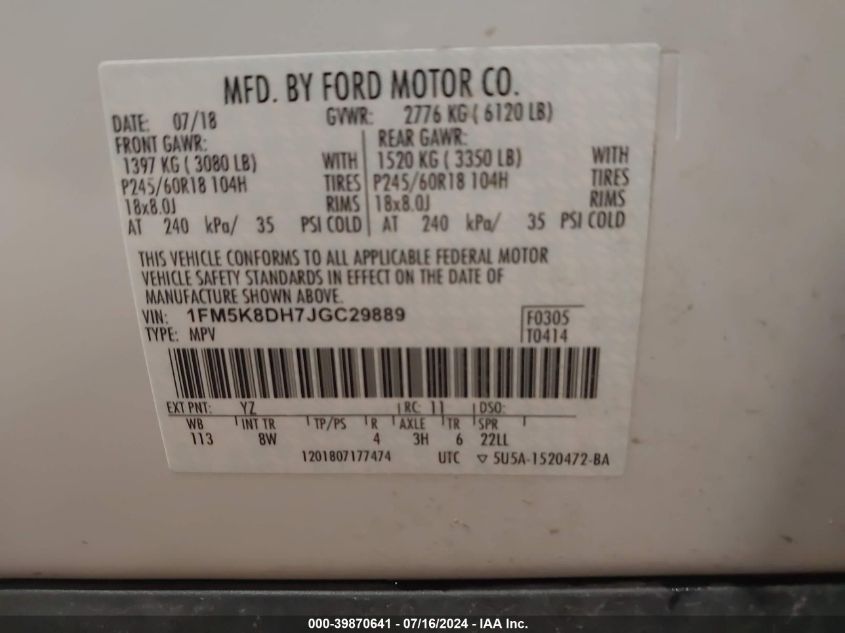 MFD. BY FORD MOTOR CO.
DATE: 07/18 GVWR: 2776 KG ( 6120 LB)
FRONT GAWR: REAR GAWR:
1397 KG ( 3080 LB) WITH 1520 KG ( 3350 LB) WITH
P245/60R18 104H TIRES P245/60R18 104H TIRES
18x8.0J RIMS 18x8.0J RIMS
AT 240 kPa/ 35 PSI COLD AT 240 kPa/ 35 PSI COLD
THIS VEHICLE CONFORMS TO ALL APPLICABLE FEDERAL MOTOR
VEHICLE SAFETY STANDARDS IN EFFECT ON THE DATE OF
MANUFACTURE SHOWN ABOVE.
VIN: 1FM5K8DH7JGC29889 F0305
TYPE: MPV T0414
EXT PNT: YZ RC: 11 DSO:
WB INT TR TP/PS R AXLE TR SPR
113 8W 4 3H 6 22LL
1201807177474 UTC ▽ 5U5A-1520472-BA
000-39870641 - 07/16/2024 - IAA Inc.